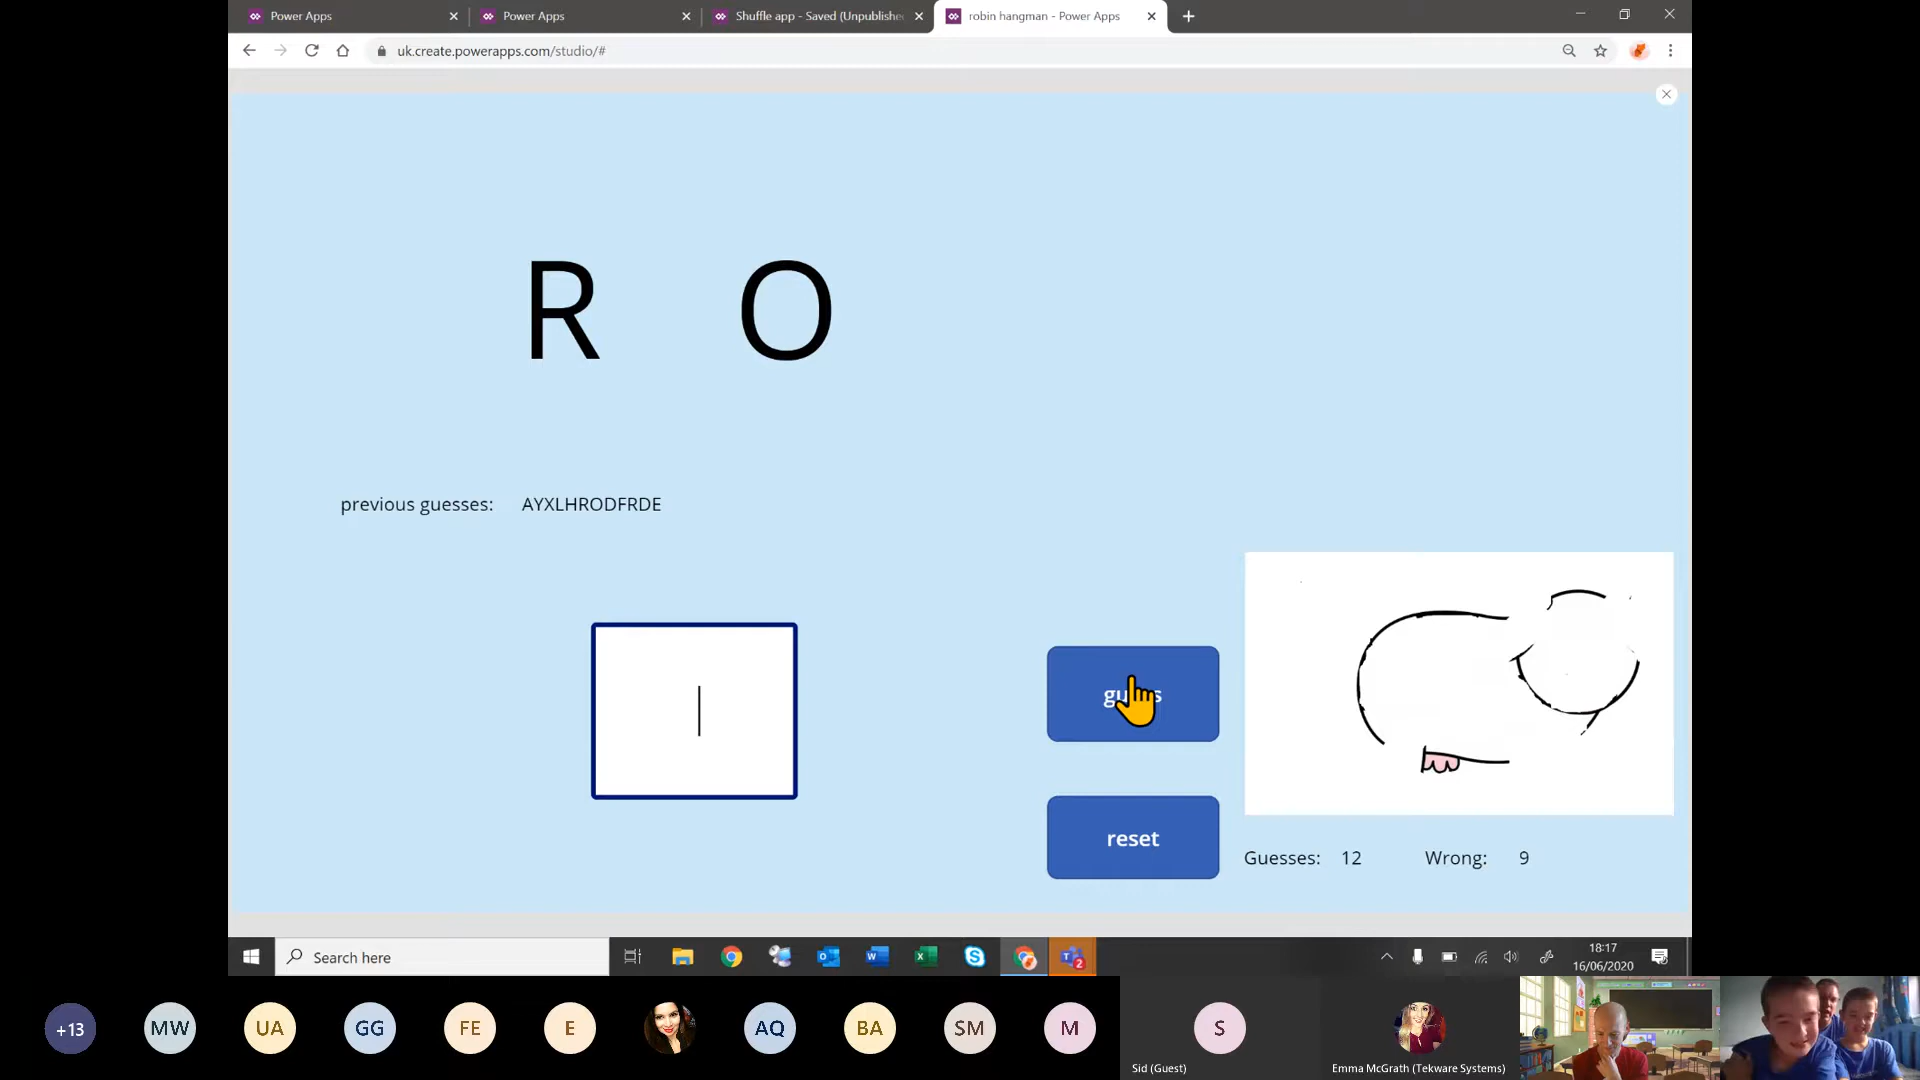 Power Apps
Power Apps
Shuffle app - Saved (Unpublishe
robin hangman - Power Apps
uk.create.powerapps.com/studio/#
R O
previous guesses: AYXLHRODFRDE
reset
Guesses: 12 Wrong: 9
Search here
18:17
16/06/2020
+13
MW
UA
GG
FE
E
AQ
BA
SM
M
S
Sid (Guest)
Emma McGrath (Tekware Systems)